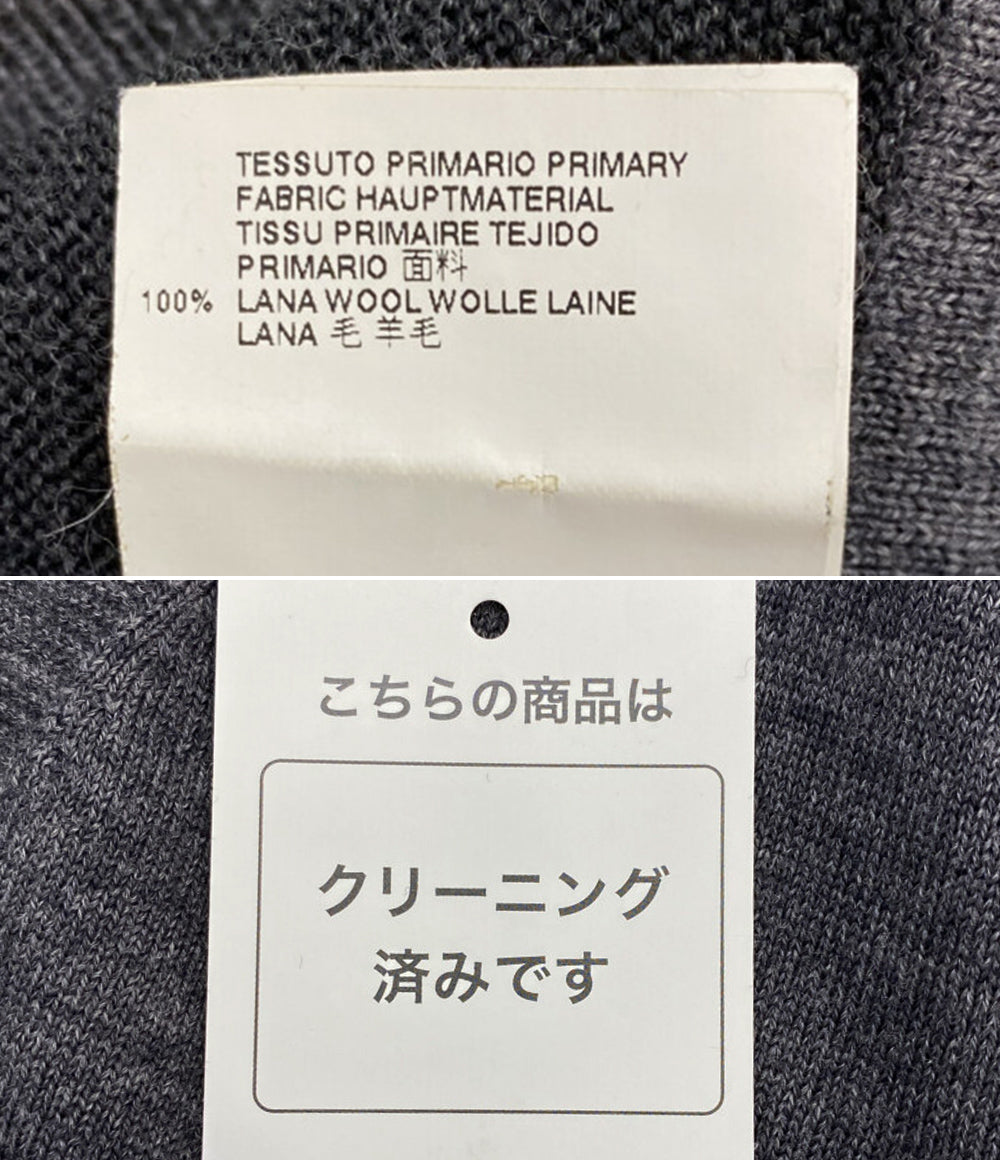 TESSUTO PRIMARIO PRIMARY
FABRIC HAUPTMATERIAL
TISSU PRIMAIRE TEJIDO
PRIMARIO 面料
100% LANA WOOL WOLLE LAINE
LANA 毛 羊毛
こちらの商品は
クリーニング
済みです